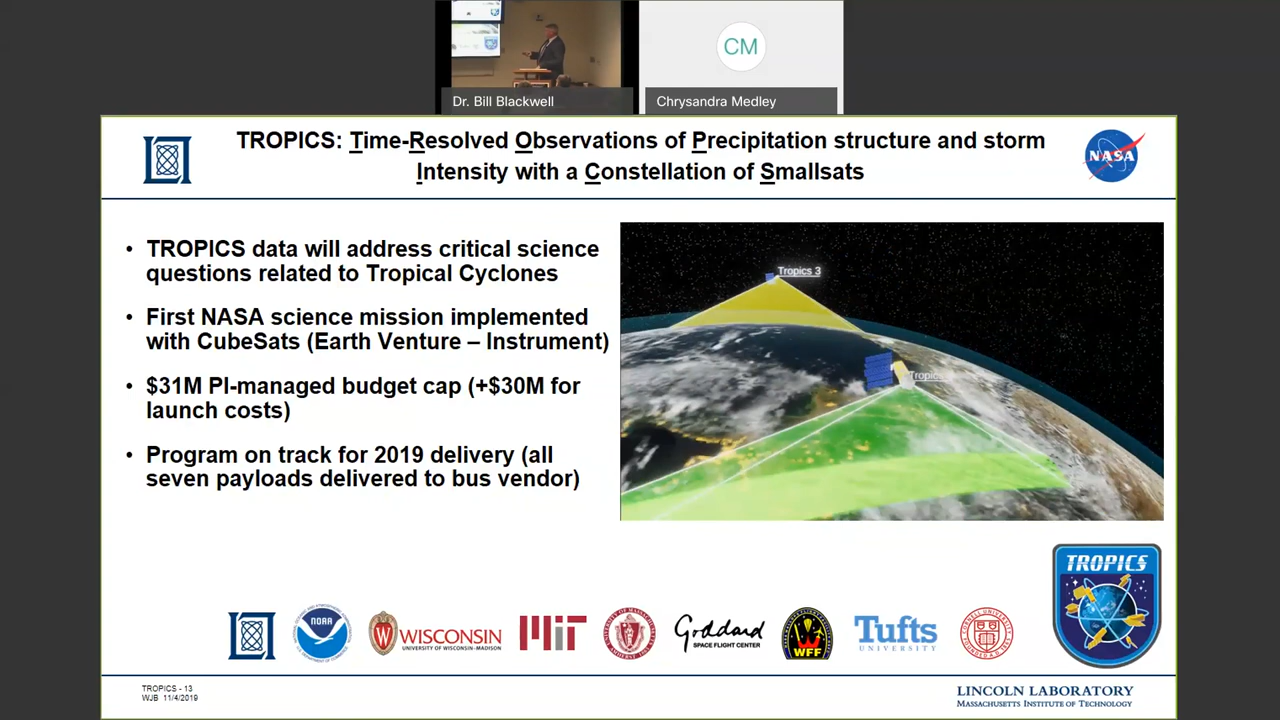 CM
Dr. Bill Blackwell
Chrysandra Medley
TROPICS: Time-Resolved Observations of Precipitation structure and storm
Intensity with a Constellation of Smallsats
NASA
• TROPICS data will address critical science
questions related to Tropical Cyclones
• First NASA science mission implemented
with CubeSats (Earth Venture – Instrument)
• $31M PI-managed budget cap (+$30M for
launch costs)
• Program on track for 2019 delivery (all
seven payloads delivered to bus vendor)
Tropics 3
Tropics
TROPICS
NOAA
WISCONSIN
UNIVERSITY OF WISCONSIN-MADISON
MIT
Goddard
SPACE FLIGHT CENTER
WFF
Tufts
UNIVERSITY
TROPICS - 13
WJB 11/4/2019
LINCOLN LABORATORY
MASSACHUSETTS INSTITUTE OF TECHNOLOGY